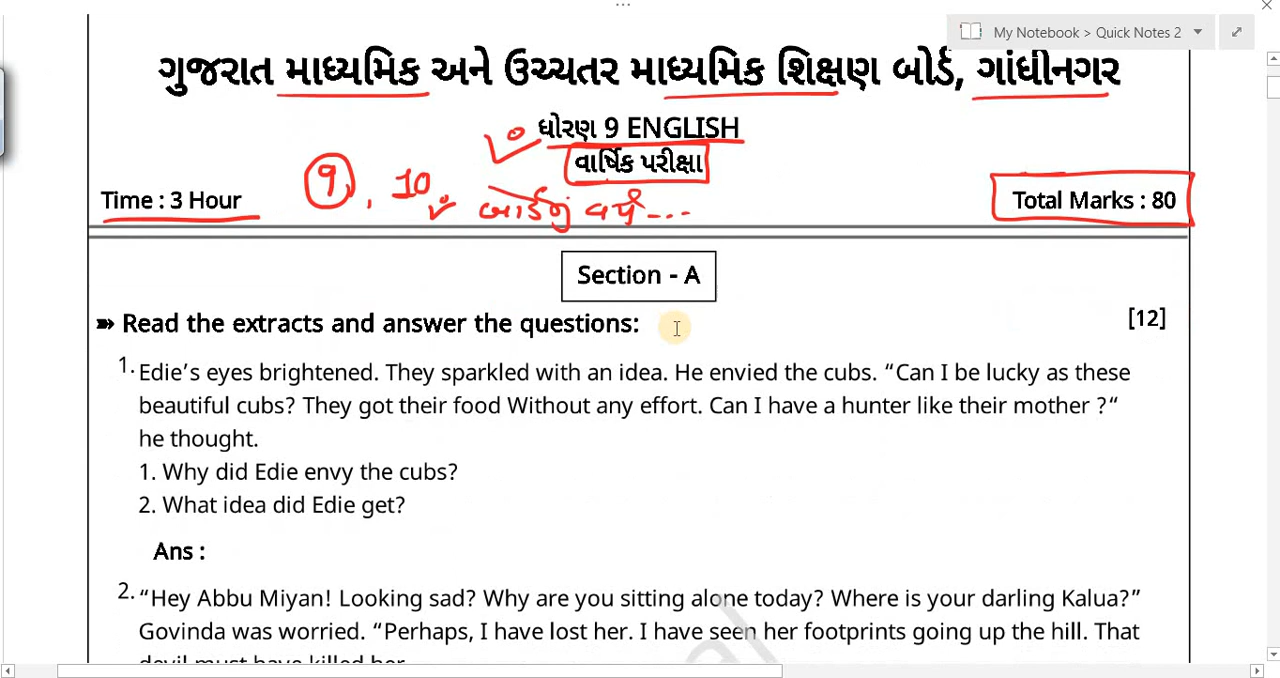 ...
My Notebook > Quick Notes 2
ગુજરાત માધ્યમિક અને ઉચ્ચતર માધ્યમિક શિક્ષણ બોર્ડ, ગાંધીનગર
ધોરણ 9 ENGLISH
વાર્ષિક પરીક્ષા
9, 10
Time : 3 Hour
Total Marks : 80
Section - A
➽ Read the extracts and answer the questions: [12]
1. Edie’s eyes brightened. They sparkled with an idea. He envied the cubs. “Can I be lucky as these
beautiful cubs? They got their food Without any effort. Can I have a hunter like their mother ?“
he thought.
1. Why did Edie envy the cubs?
2. What idea did Edie get?
Ans :
2. “Hey Abbu Miyan! Looking sad? Why are you sitting alone today? Where is your darling Kalua?”
Govinda was worried. “Perhaps, I have lost her. I have seen her footprints going up the hill. That
devil must have killed her